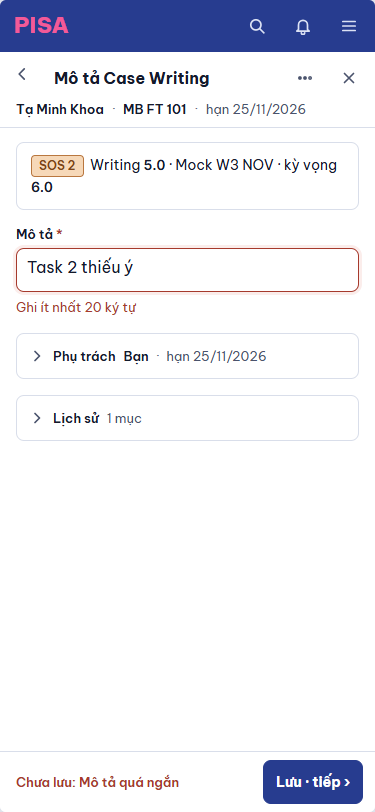 PISA
Mô tả Case Writing
Tạ Minh Khoa · MB FT 101 · hạn 25/11/2026
SOS 2 Writing 5.0 · Mock W3 NOV · kỳ vọng
6.0
Mô tả *
Task 2 thiếu ý
Ghi ít nhất 20 ký tự
Phụ trách Bạn · hạn 25/11/2026
Lịch sử 1 mục
Chưa lưu: Mô tả quá ngắn
Lưu · tiếp ›